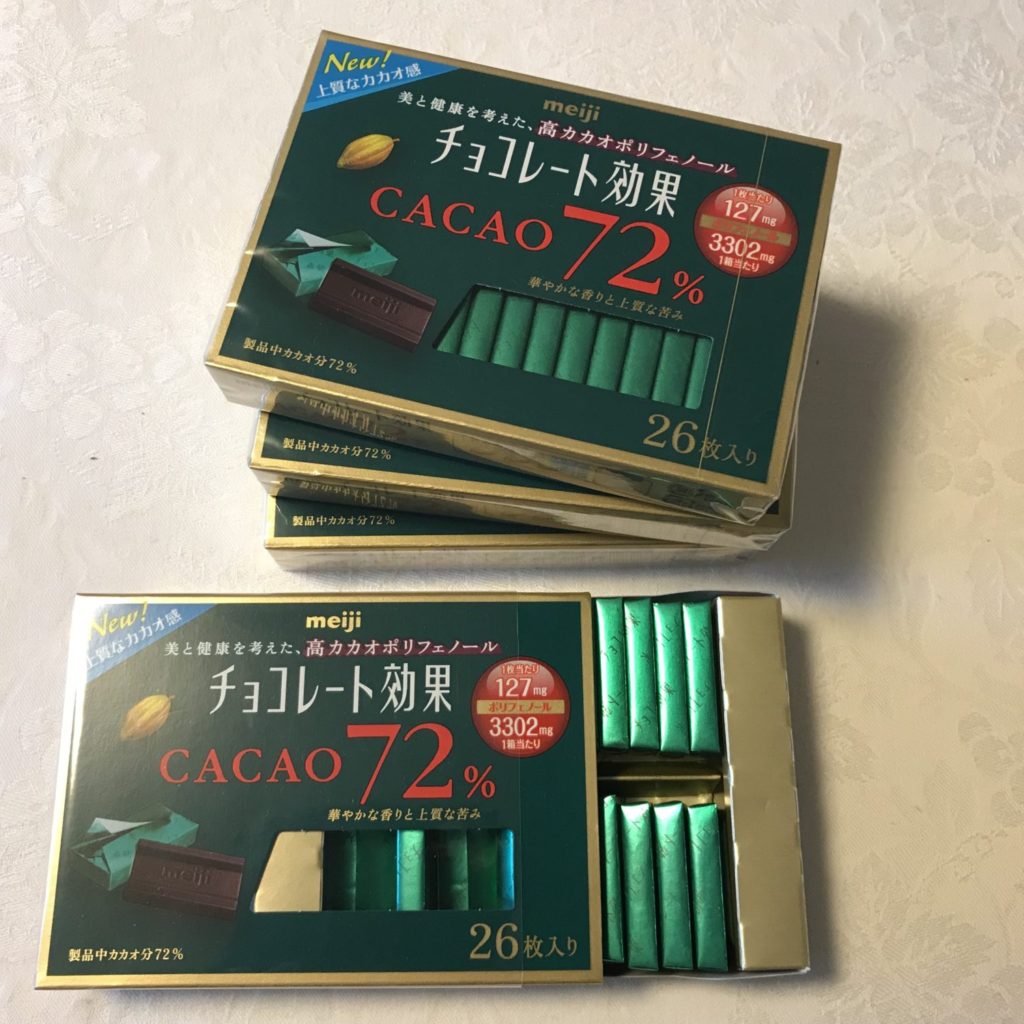 New!
上質なカカオ感
meiji
美と健康を考えた、高カカオポリフェノール
チョコレート効果
CACAO 72%
1枚当たり
127mg
3302mg
1箱当たり
華やかな香りと上質な苦み
meiji
製品中カカオ分72%
26枚入り
製品中カカオ分72%
製品中カカオ分72%
New!
上質なカカオ感
meiji
美と健康を考えた、高カカオポリフェノール
チョコレート効果
CACAO 72%
1枚当たり
127mg
ポリフェノール
3302mg
1箱当たり
華やかな香りと上質な苦み
meiji
製品中カカオ分72%
26枚入り